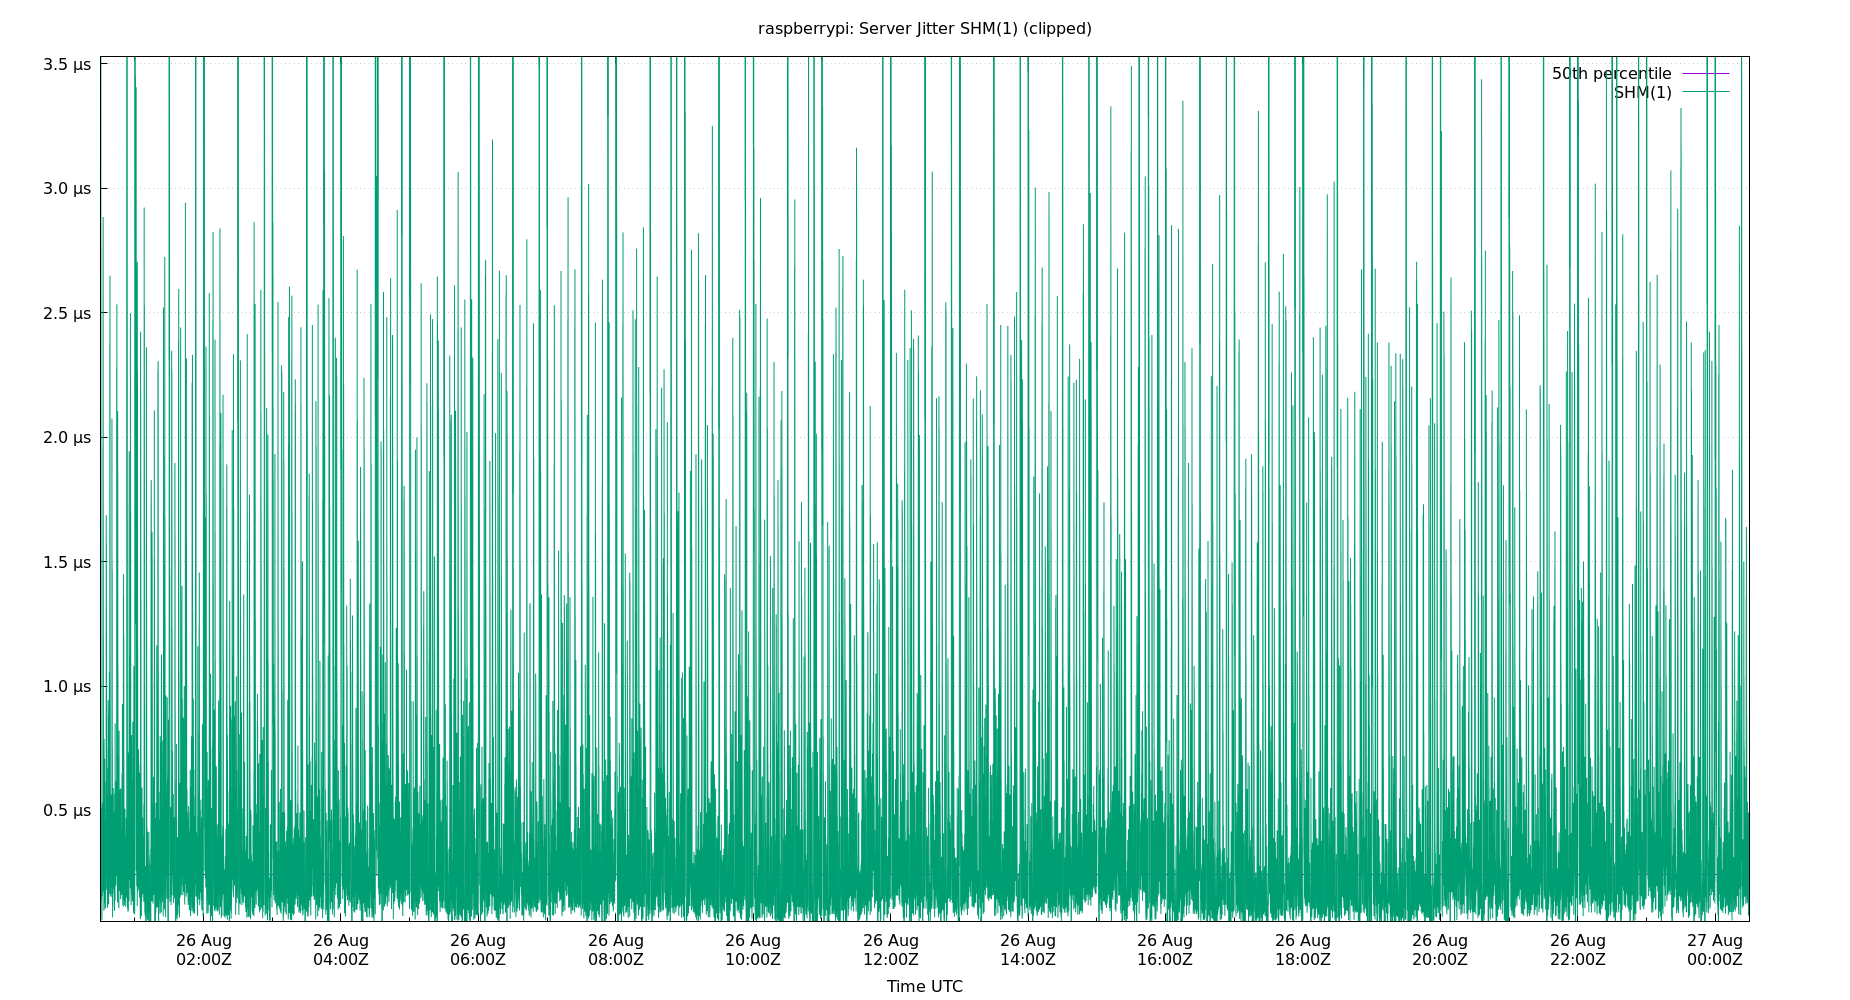 raspberrypi: Server Jitter SHM(1) (clipped)
3.5 μs
50th percentile
SHM(1)
3.0 μs
2.5 μs
2.0 μs
1.5 μs
1.0 μs
0.5 μs
26 Aug 26 Aug 26 Aug 26 Aug 26 Aug 26 Aug 26 Aug 26 Aug 26 Aug 26 Aug 26 Aug 27 Aug
02:00Z 04:00Z 06:00Z 08:00Z 10:00Z 12:00Z 14:00Z 16:00Z 18:00Z 20:00Z 22:00Z 00:00Z
Time UTC